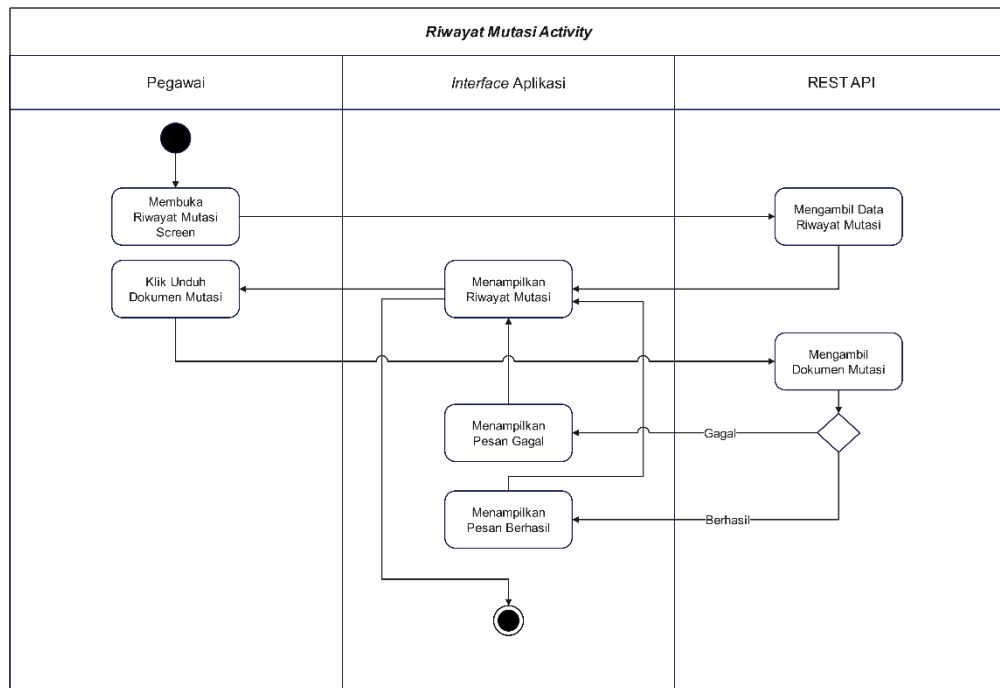 Riwayat Mutasi Activity
Pegawai
Interface Aplikasi
REST API
Membuka
Riwayat Mutasi
Screen
Mengambil Data
Riwayat Mutasi
Klik Unduh
Dokumen Mutasi
Menampilkan
Riwayat Mutasi
Mengambil
Dokumen Mutasi
Menampilkan
Pesan Gagal
Gagal
Menampilkan
Pesan Berhasil
Berhasil